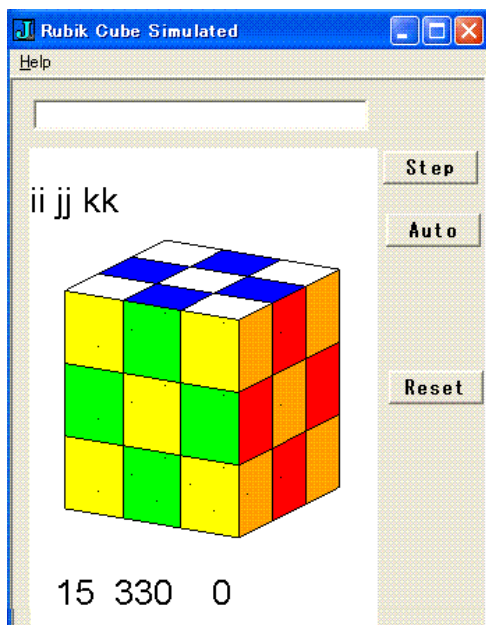 Rubik Cube Simulated
Help
Step
ii jj kk
Auto
Reset
15 330 0